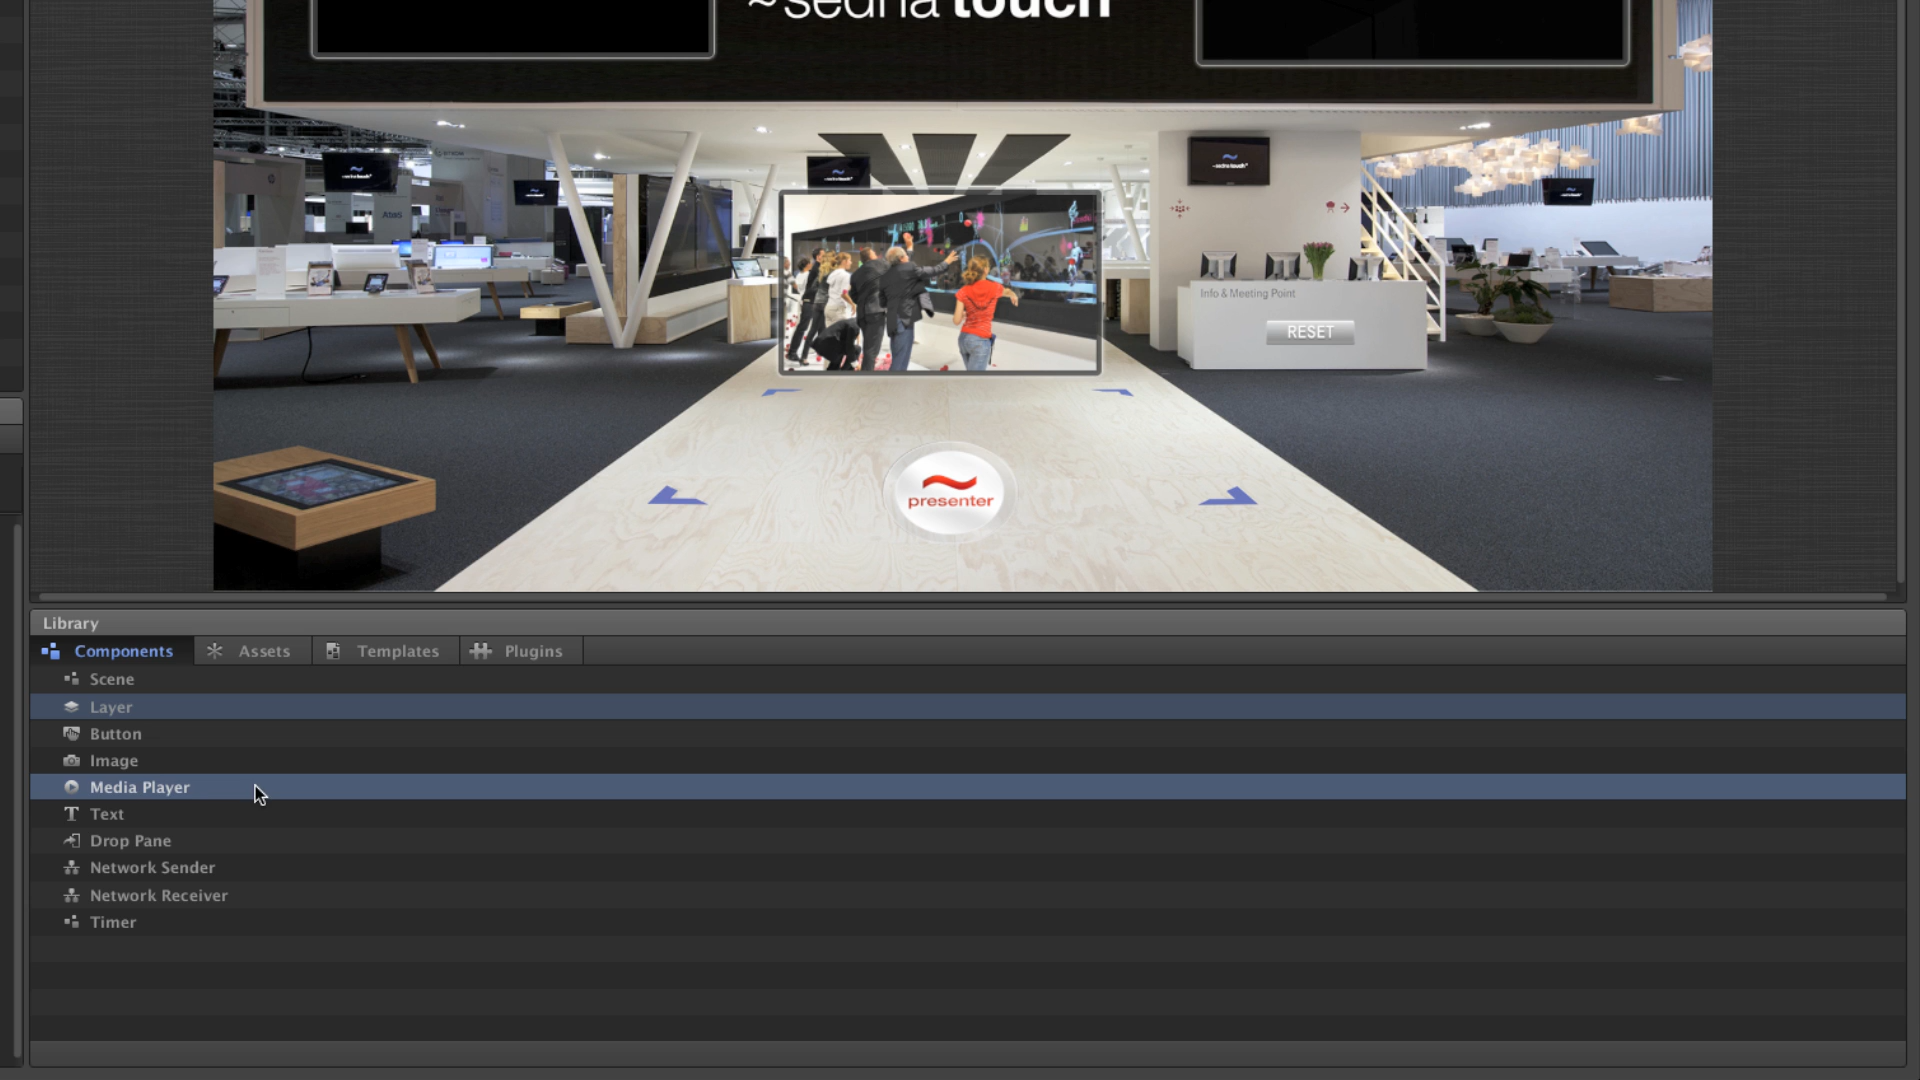 ~sedna touch
Info & Meeting Point
RESET
presenter
Library
Components
Assets
Templates
Plugins
Scene
Layer
Button
Image
Media Player
Text
Drop Pane
Network Sender
Network Receiver
Timer